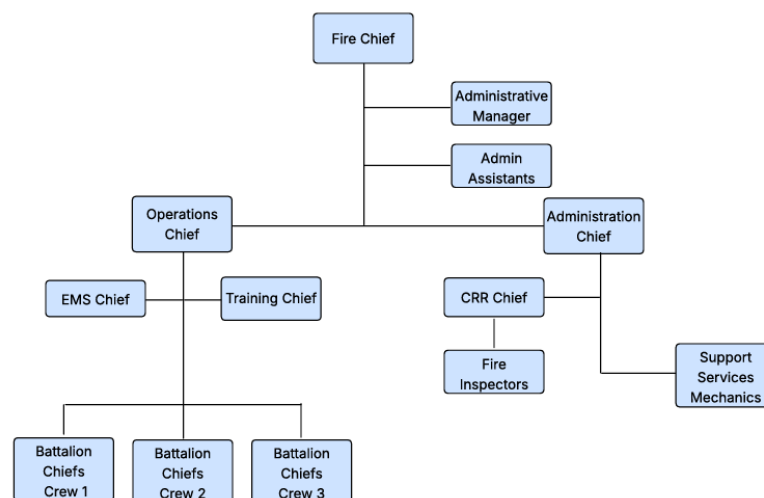 Fire Chief
Administrative
Manager
Admin
Assistants
Operations
Chief
Administration
Chief
EMS Chief
Training Chief
CRR Chief
Fire
Inspectors
Support
Services
Mechanics
Battalion
Chiefs
Crew 1
Battalion
Chiefs
Crew 2
Battalion
Chiefs
Crew 3